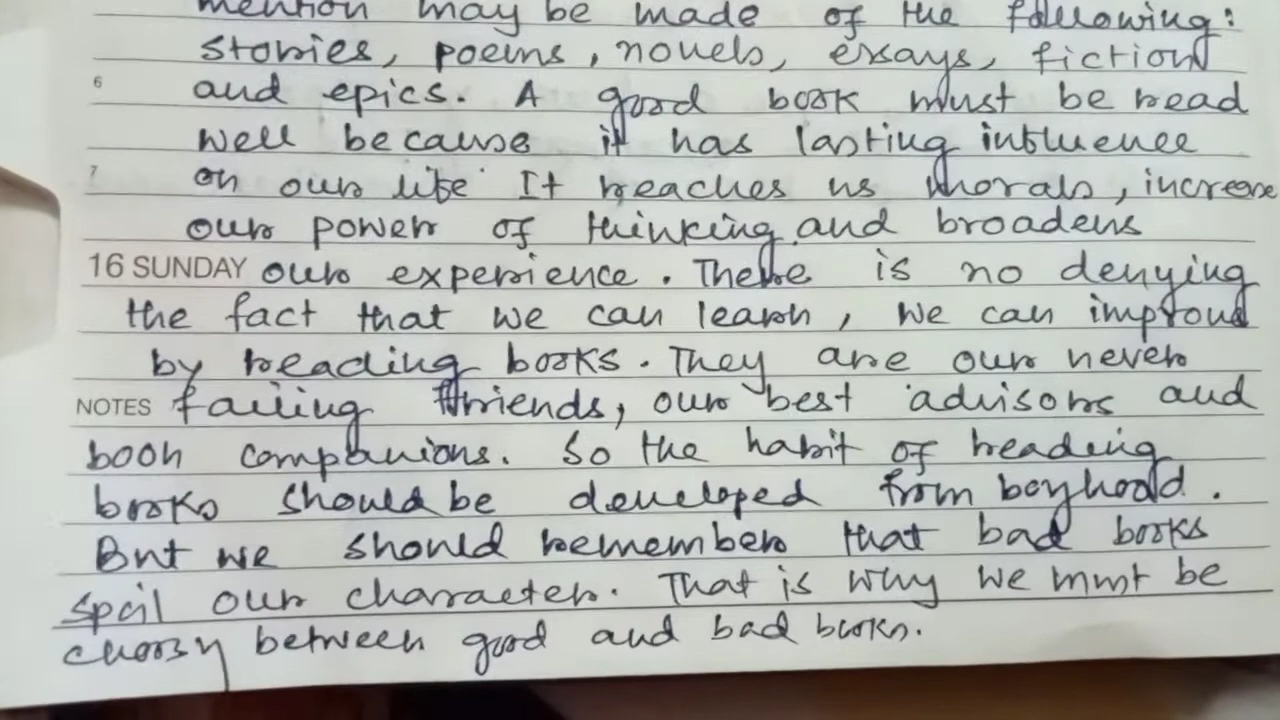 mention may be made of the following:
stories, poems, novels, essays, fiction
6 and epics. A good book must be read
well because it has lasting influence
7 on our life It teaches us morals, increase
our power of thinking and broadens
16 SUNDAY our experience. There is no denying
the fact that we can learn, we can improve
by reading books. They are our never
NOTES failing friends, our best advisors and
boon companions. So the habit of reading
books should be developed from boyhood.
But we should remember that bad books
spoil our character. That is why we must be
choosy between good and bad books.